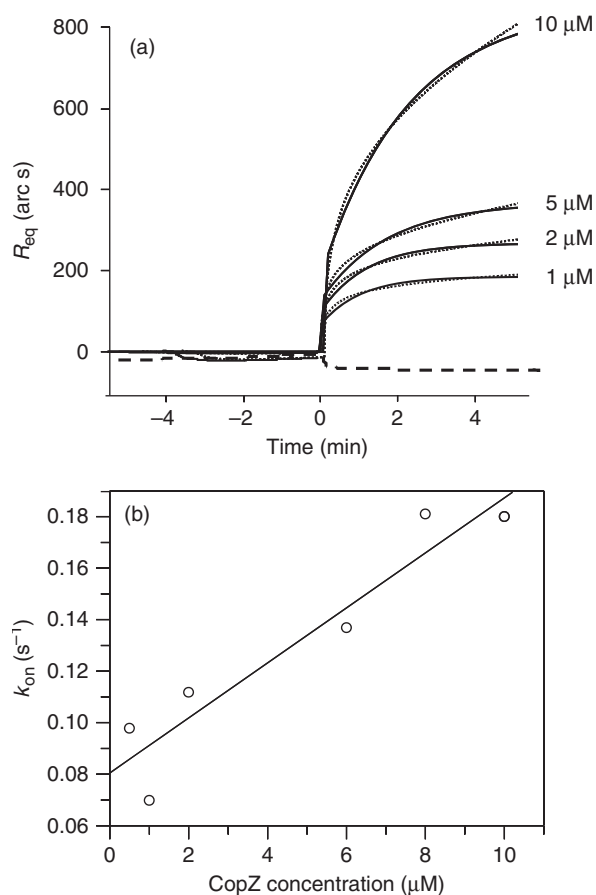 (a)
800
600
400
200
0
R_eq (arc s)
10 μM
5 μM
2 μM
1 μM
−4
−2
0
2
4
Time (min)
(b)
0.18
0.16
0.14
0.12
0.10
0.08
0.06
k_on (s⁻¹)
0
2
4
6
8
10
CopZ concentration (μM)